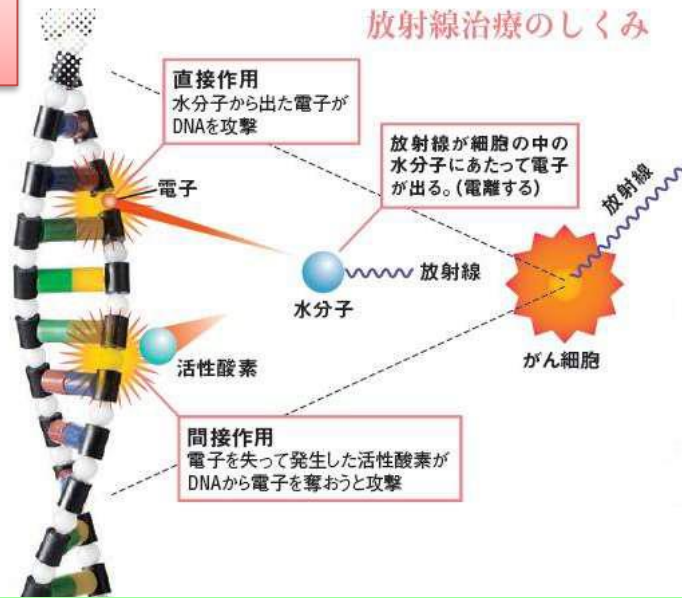 放射線治療のしくみ
直接作用
水分子から出た電子が
DNAを攻撃
放射線が細胞の中の
水分子にあたって電子
が出る。(電離する)
電子
放射線
放射線
水分子
活性酸素
がん細胞
間接作用
電子を失って発生した活性酸素が
DNAから電子を奪おうと攻撃